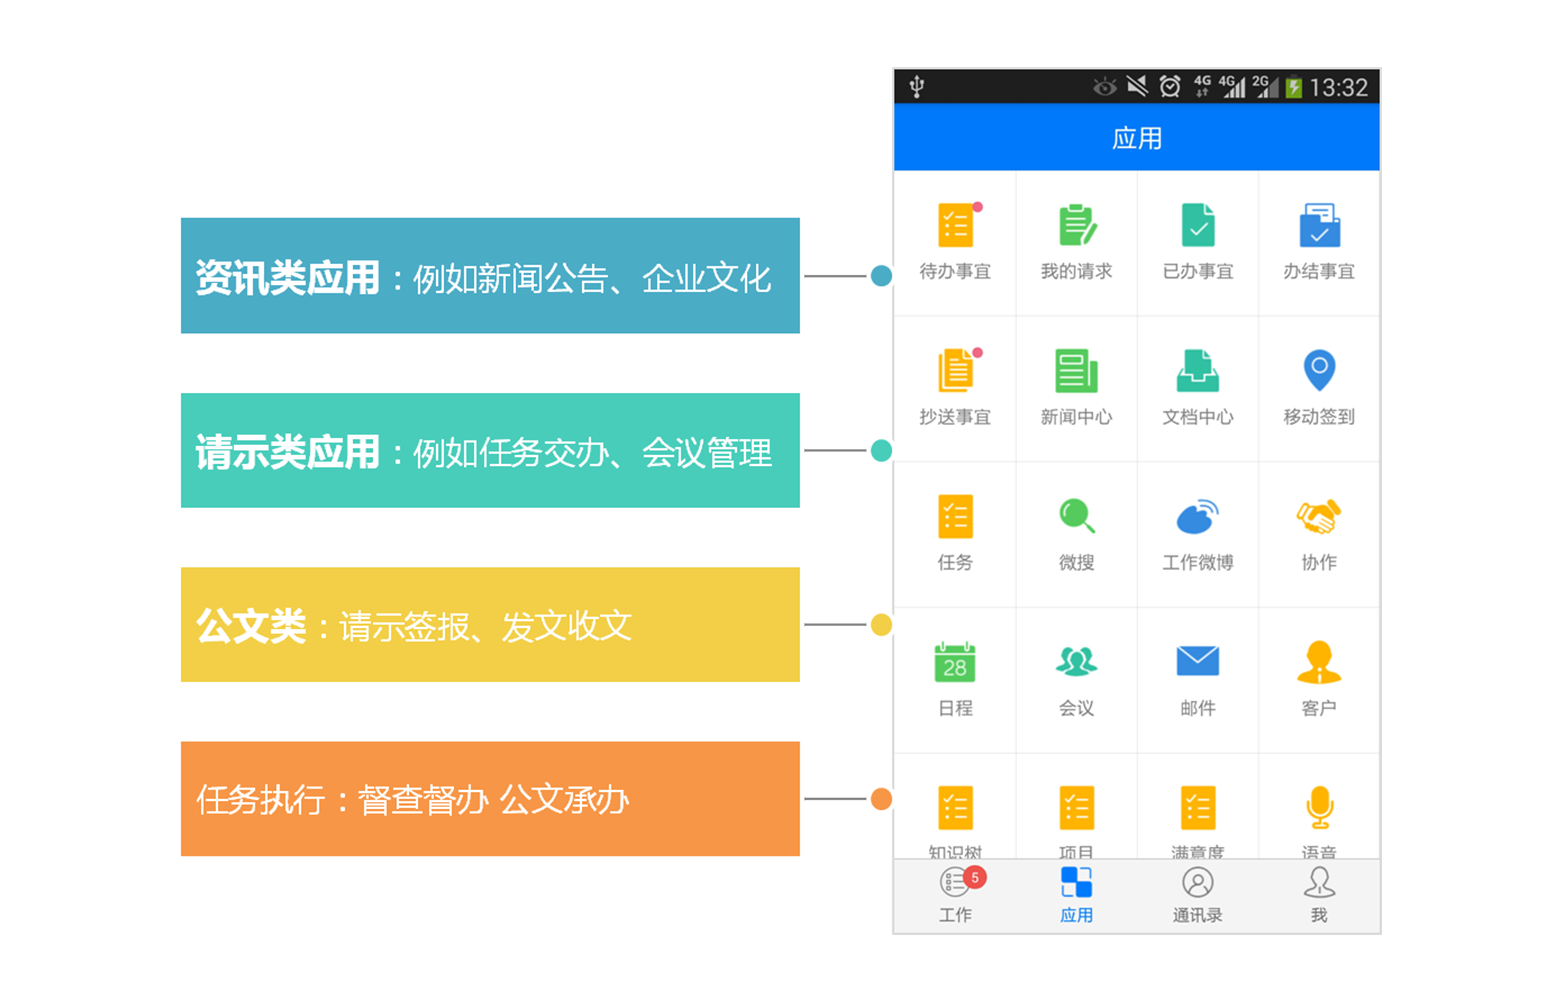 资讯类应用：例如新闻公告、企业文化
请示类应用：例如任务交办、会议管理
公文类：请示签报、发文收文
任务执行：督查督办 公文承办
4G 4G 2G 13:32
应用
待办事宜 我的请求 已办事宜 办结事宜
抄送事宜 新闻中心 文档中心 移动签到
任务 微搜 工作微博 协作
28
日程 会议 邮件 客户
知识树 项目 满意度 语音
5
工作 应用 通讯录 我